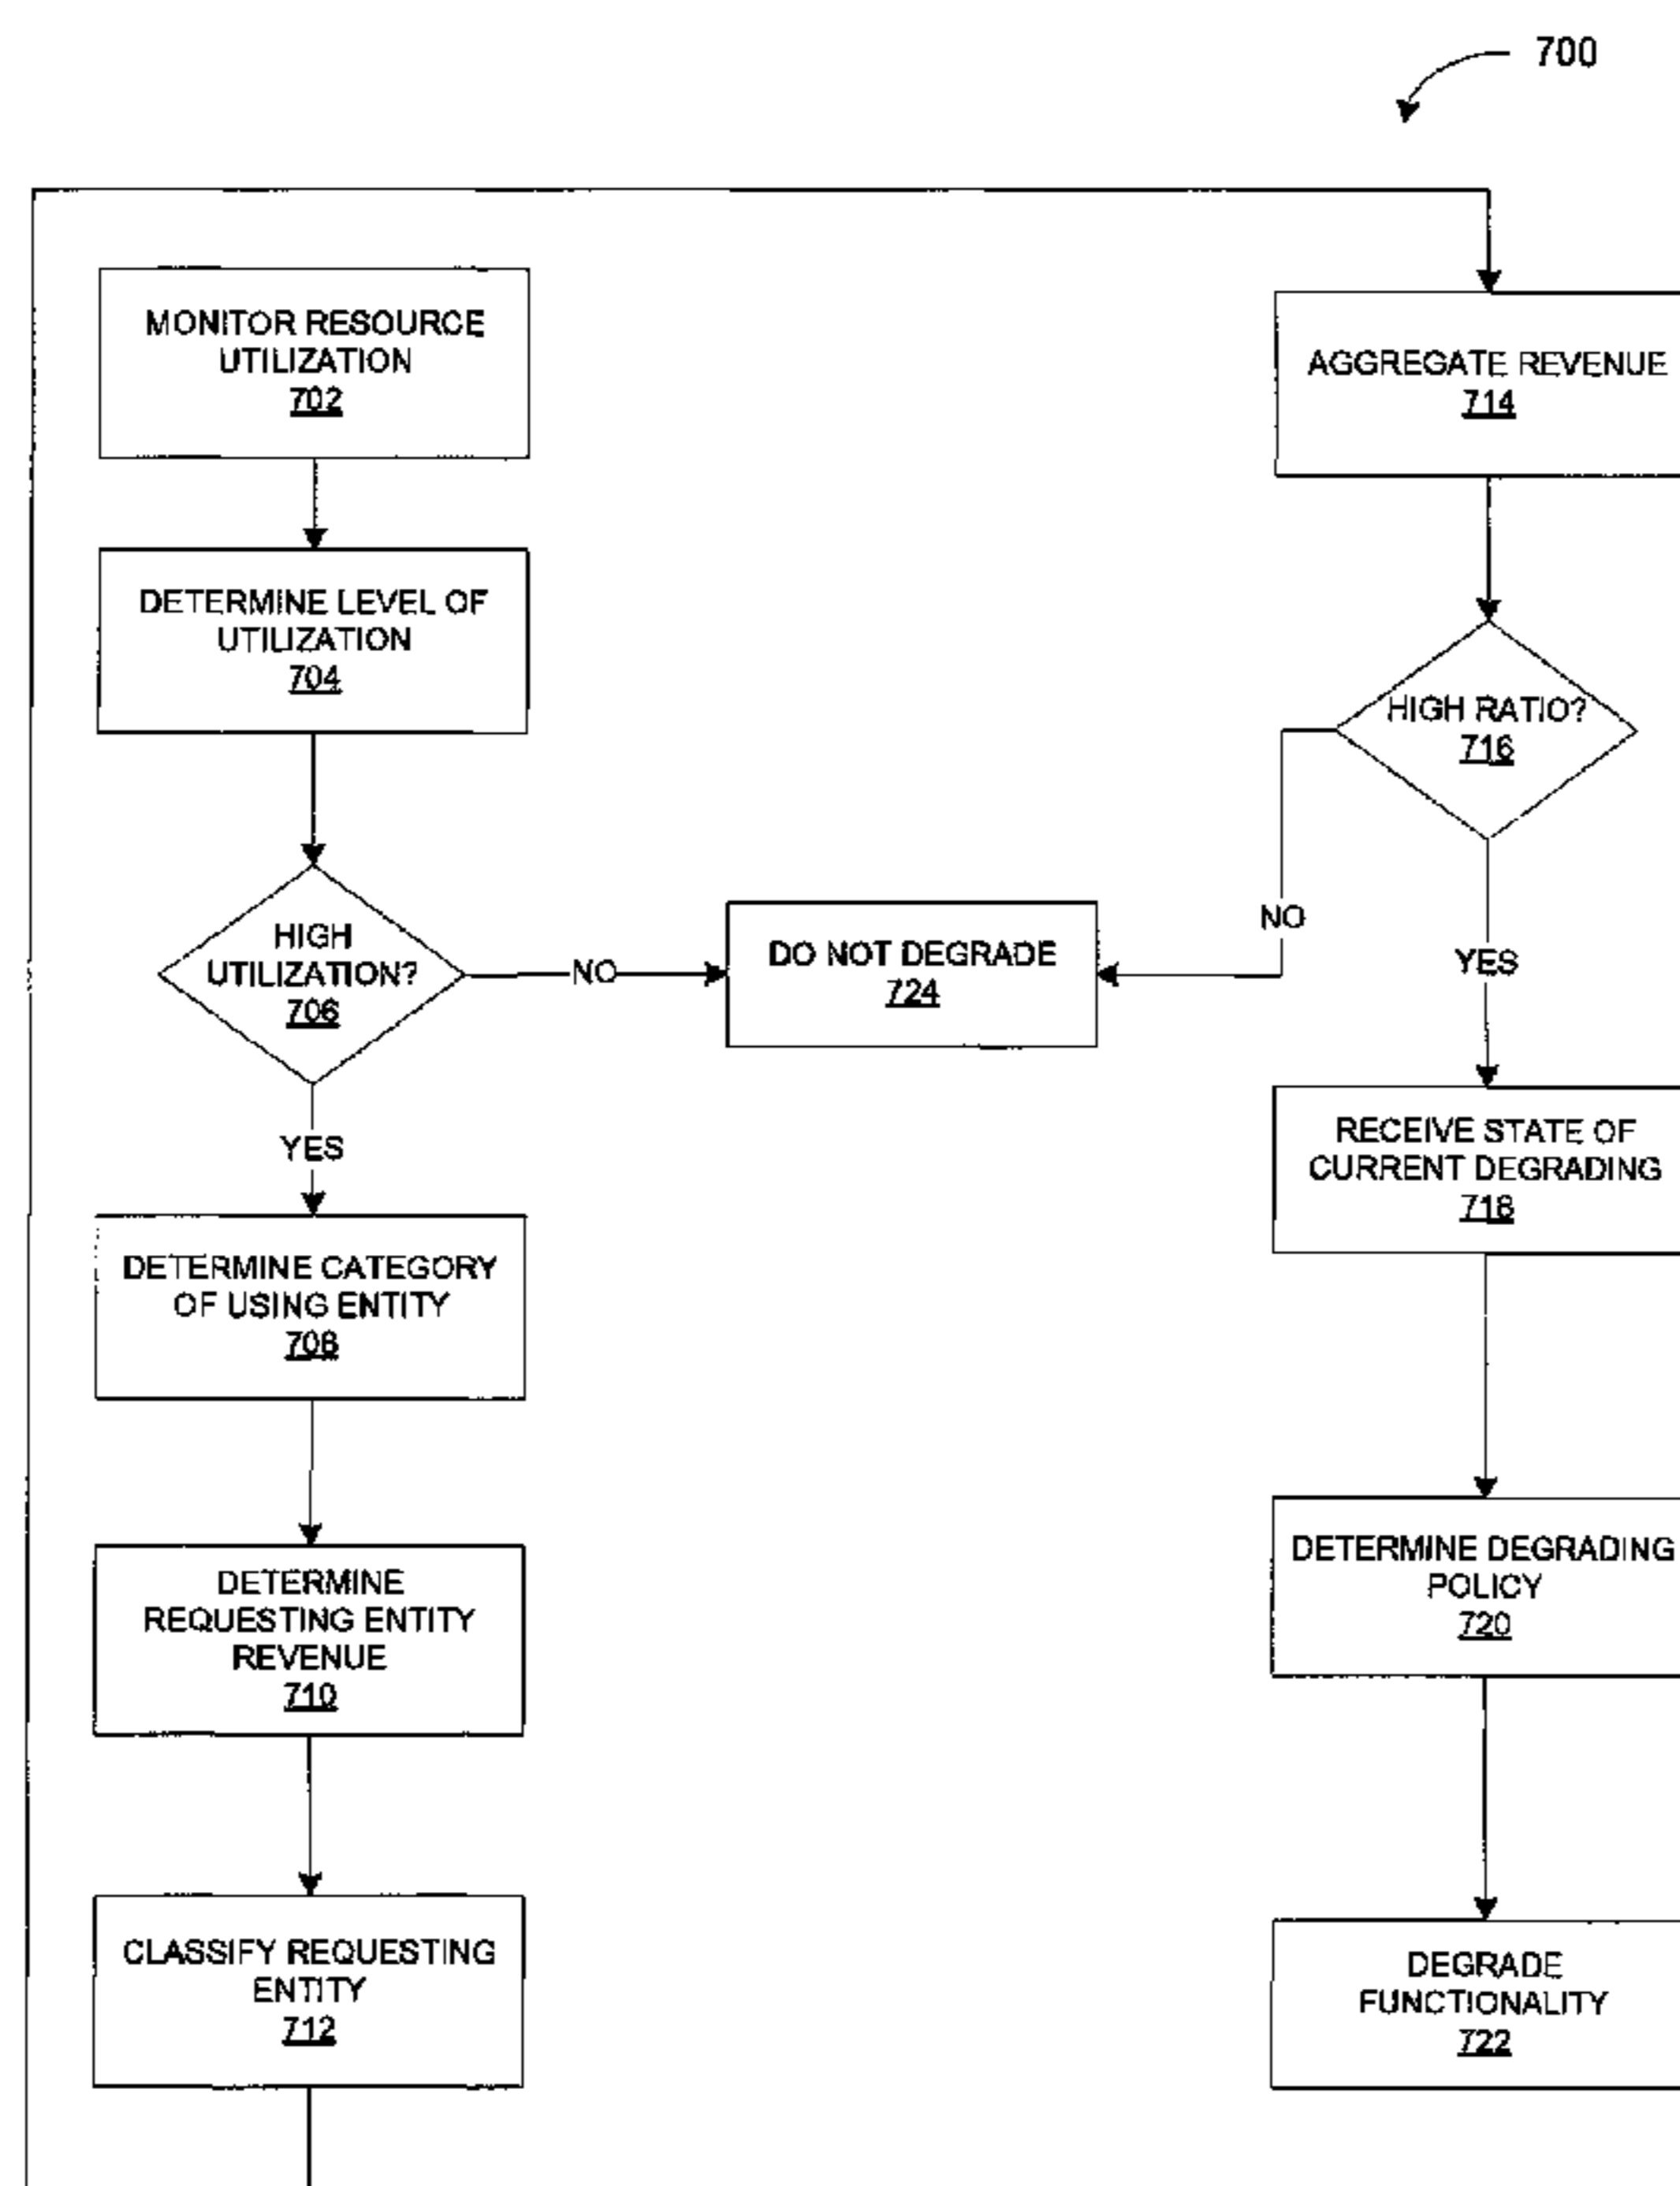 700
MONITOR RESOURCE
UTILIZATION
702
DETERMINE LEVEL OF
UTILIZATION
704
HIGH
UTILIZATION?
706
NO
YES
DETERMINE CATEGORY
OF USING ENTITY
708
DETERMINE
REQUESTING ENTITY
REVENUE
710
CLASSIFY REQUESTING
ENTITY
712
DO NOT DEGRADE
724
AGGREGATE REVENUE
714
HIGH RATIO?
716
NO
YES
RECEIVE STATE OF
CURRENT DEGRADING
718
DETERMINE DEGRADING
POLICY
720
DEGRADE
FUNCTIONALITY
722